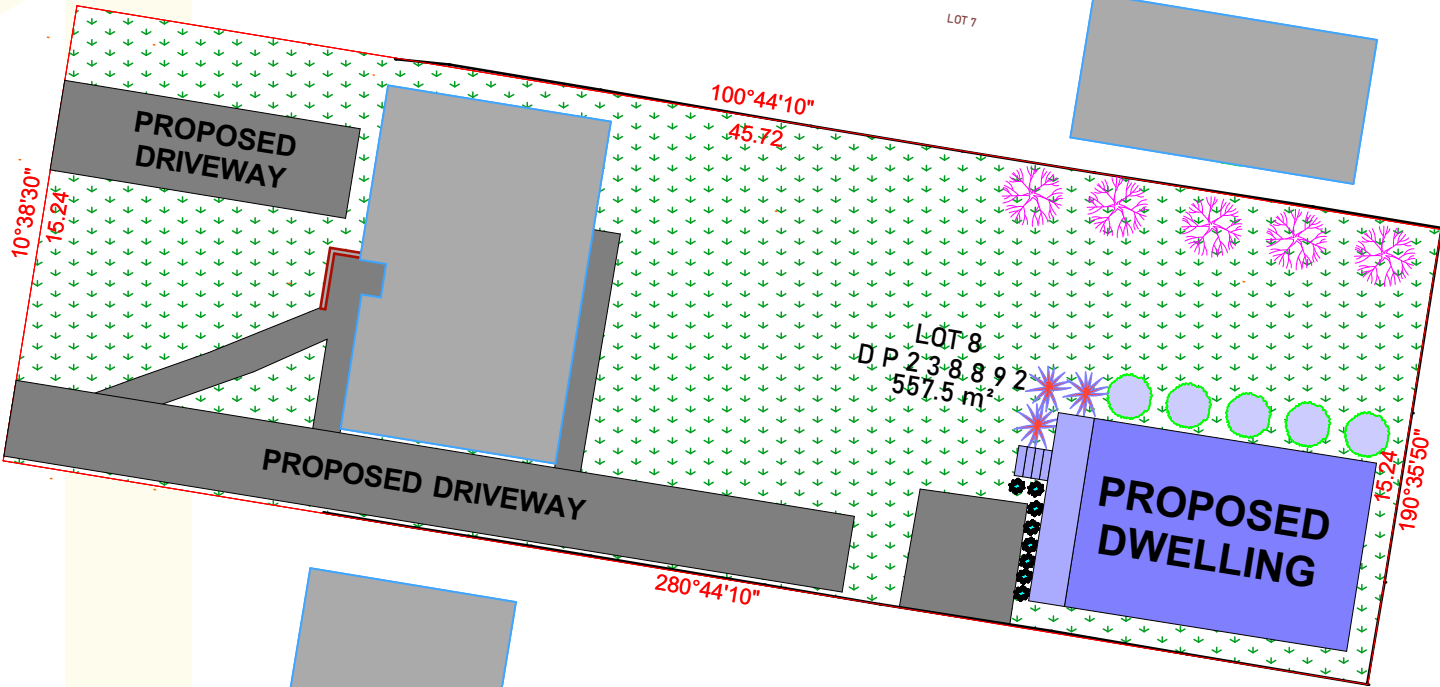 LOT 7
100°44'10"
45.72
PROPOSED
DRIVEWAY
10°38'30"
15.24
LOT 8
D P 2 3 8 8 9 2
557.5 m²
PROPOSED DRIVEWAY
PROPOSED
DWELLING
15.24
190°35'50"
280°44'10"